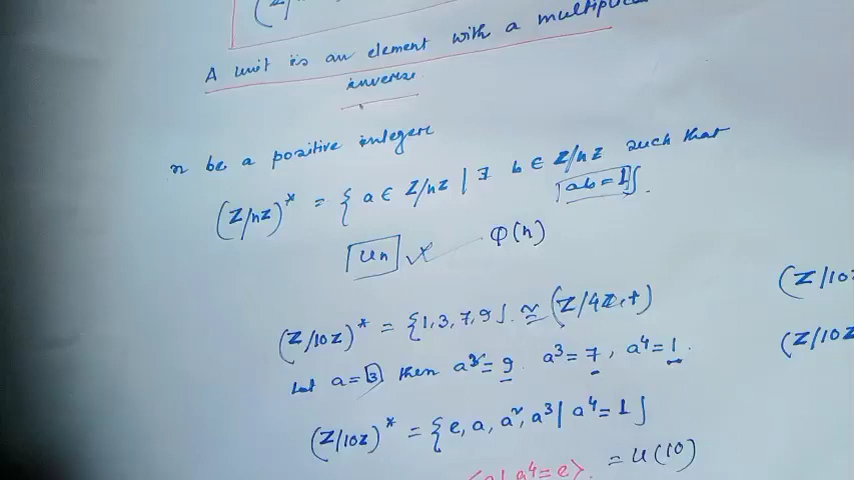 (Z/
A unit is an element with a
inverse
n be a positive integer
(Z/nZ)* = { a ∈ Z/nZ | ∃ b ∈ Z/nZ such that
ab = 1 }.
Un φ(n)
(Z/10Z)* = {1, 3, 7, 9} ≅ (Z/4Z, +) (Z/10
Let a = 3 then a² = 9 a³ = 7, a⁴ = 1. (Z/10Z
(Z/10Z)* = { e, a, a², a³ | a⁴ = 1 }
a⁴ = e⟩. = U(10)